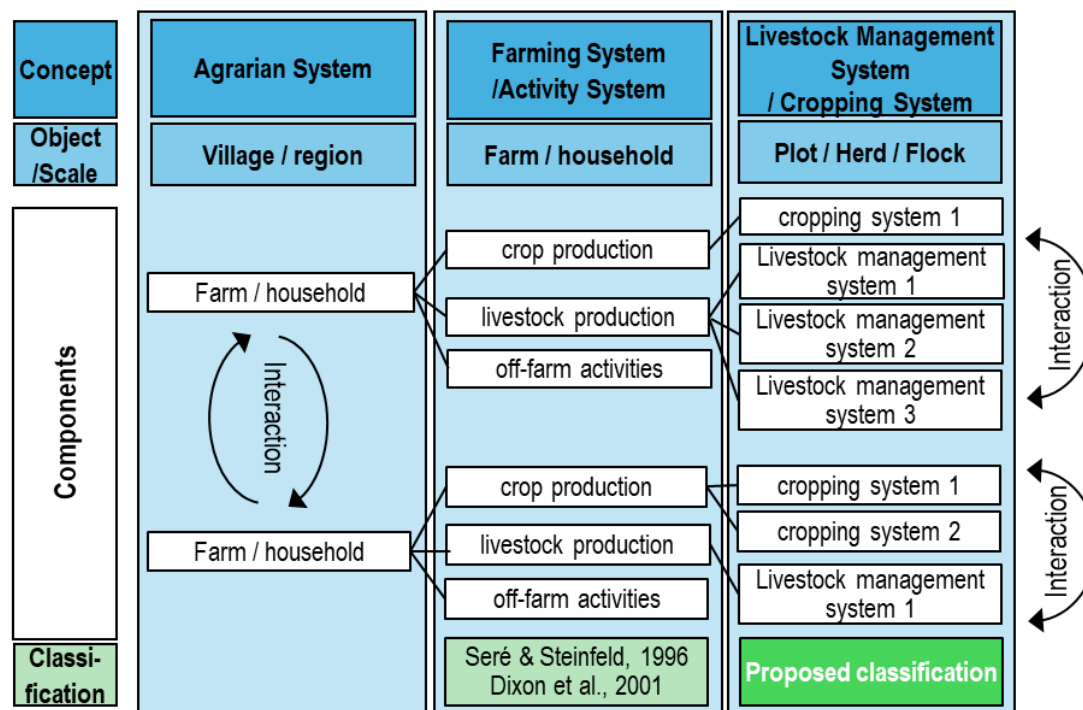 Concept
Agrarian System
Farming System
/Activity System
Livestock Management
System
/ Cropping System
Object
/Scale
Village / region
Farm / household
Plot / Herd / Flock
Components
Farm / household
Interaction
Farm / household
crop production
livestock production
off-farm activities
crop production
livestock production
off-farm activities
cropping system 1
Livestock management
system 1
Livestock management
system 2
Livestock management
system 3
Interaction
cropping system 1
cropping system 2
Livestock management
system 1
Interaction
Classi-
fication
Seré & Steinfeld, 1996
Dixon et al., 2001
Proposed classification